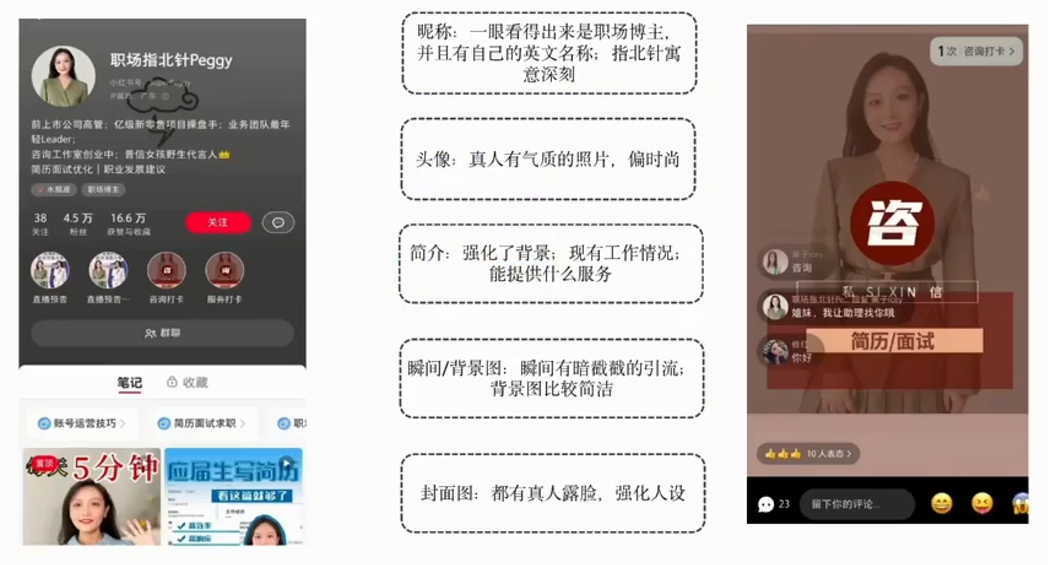 职场指北针Peggy
小红书号
IP属地：广东
前上市公司高管；亿级新零售项目操盘手；业务团队最年
轻Leader；
咨询工作室创业中；普信女孩野生代言人👑
简历面试优化｜职业发展建议
水瓶座
职场博主
38
关注
4.5 万
粉丝
16.6 万
获赞与收藏
关注
直播预告
直播预告…
咨询打卡
服务打卡
群聊
笔记
收藏
账号运营技巧
简历面试求职
职
置顶
每天5分钟
应届生写简历
看这篇就够了
高效率
高响应
昵称：一眼看得出来是职场博主，
并且有自己的英文名称；指北针寓
意深刻
头像：真人有气质的照片，偏时尚
简介：强化了背景；现有工作情况；
能提供什么服务
瞬间/背景图：瞬间有暗戳戳的引流；
背景图比较简洁
封面图：都有真人露脸，强化人设
1次 咨询打卡
咨
咨询
私 SI XIN 信
职场指北针Pe... 回复
姐妹，我让助理找你哦
简历/面试
你好
👍👍👍 10人表态
23
留下你的评论...